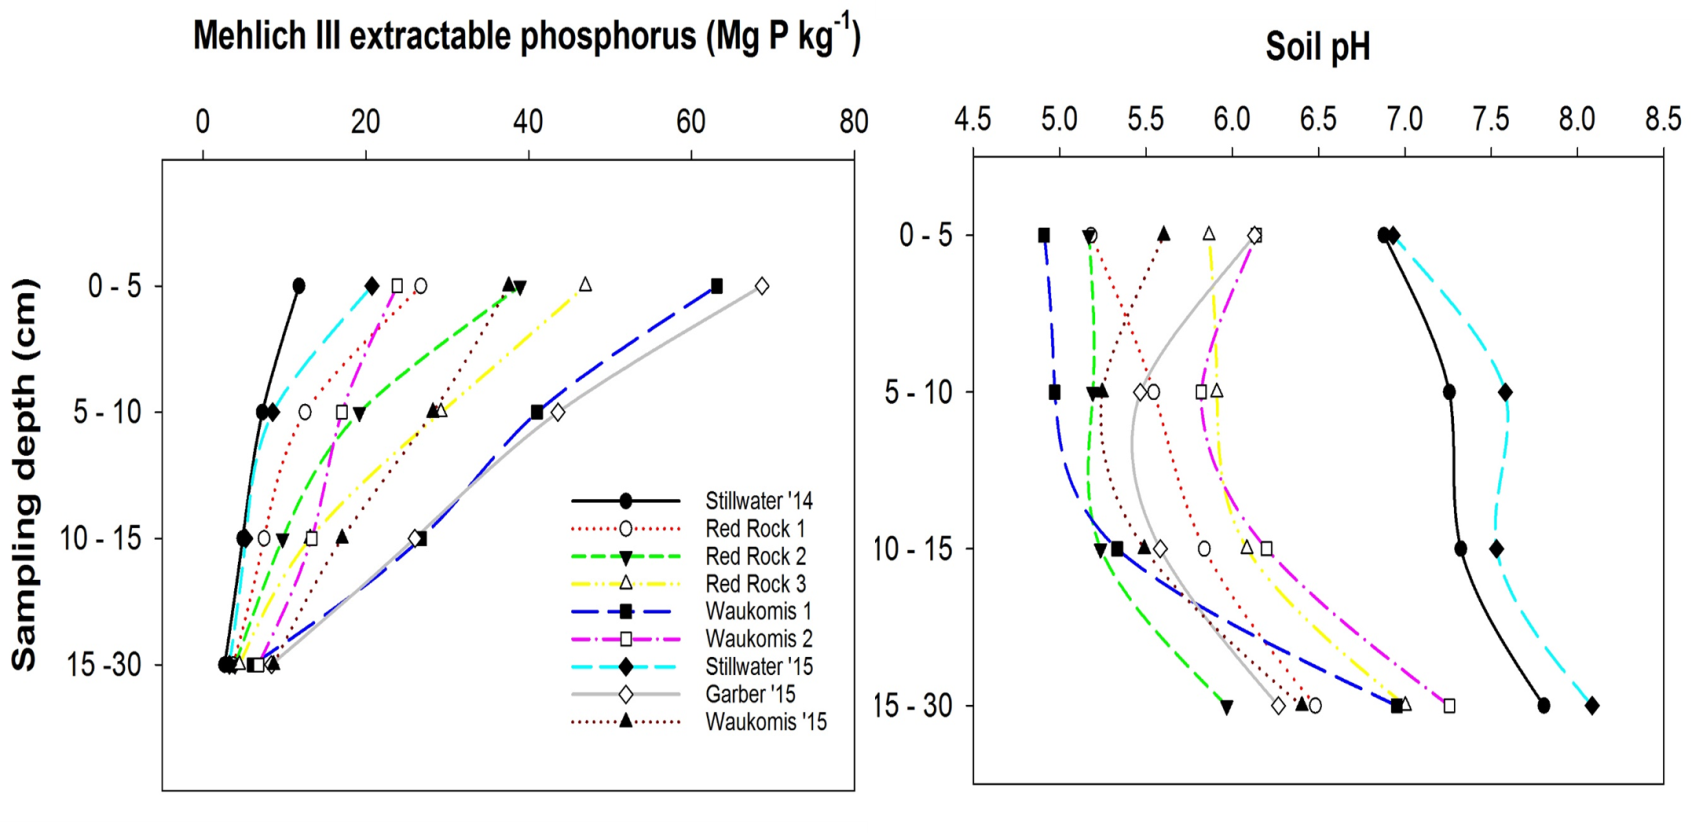 Mehlich III extractable phosphorus (Mg P kg-1)
0 20 40 60 80
Sampling depth (cm)
0 - 5
5 - 10
10 - 15
15 -30
Stillwater '14
Red Rock 1
Red Rock 2
Red Rock 3
Waukomis 1
Waukomis 2
Stillwater '15
Garber '15
Waukomis '15
Soil pH
4.5 5.0 5.5 6.0 6.5 7.0 7.5 8.0 8.5
0 - 5
5 - 10
10 - 15
15 - 30